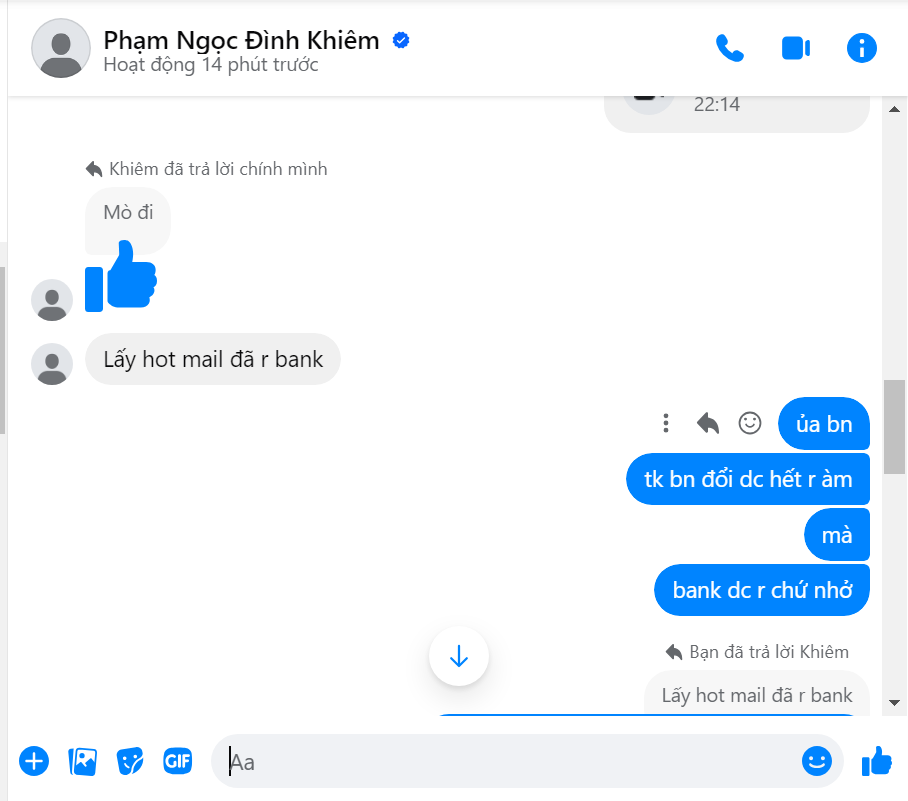 Phạm Ngọc Đình Khiêm
Hoạt động 14 phút trước
22:14
Khiêm đã trả lời chính mình
Mò đi
Lấy hot mail đã r bank
ủa bn
tk bn đổi dc hết r àm
mà
bank dc r chứ nhở
Bạn đã trả lời Khiêm
Lấy hot mail đã r bank
GIF
Aa